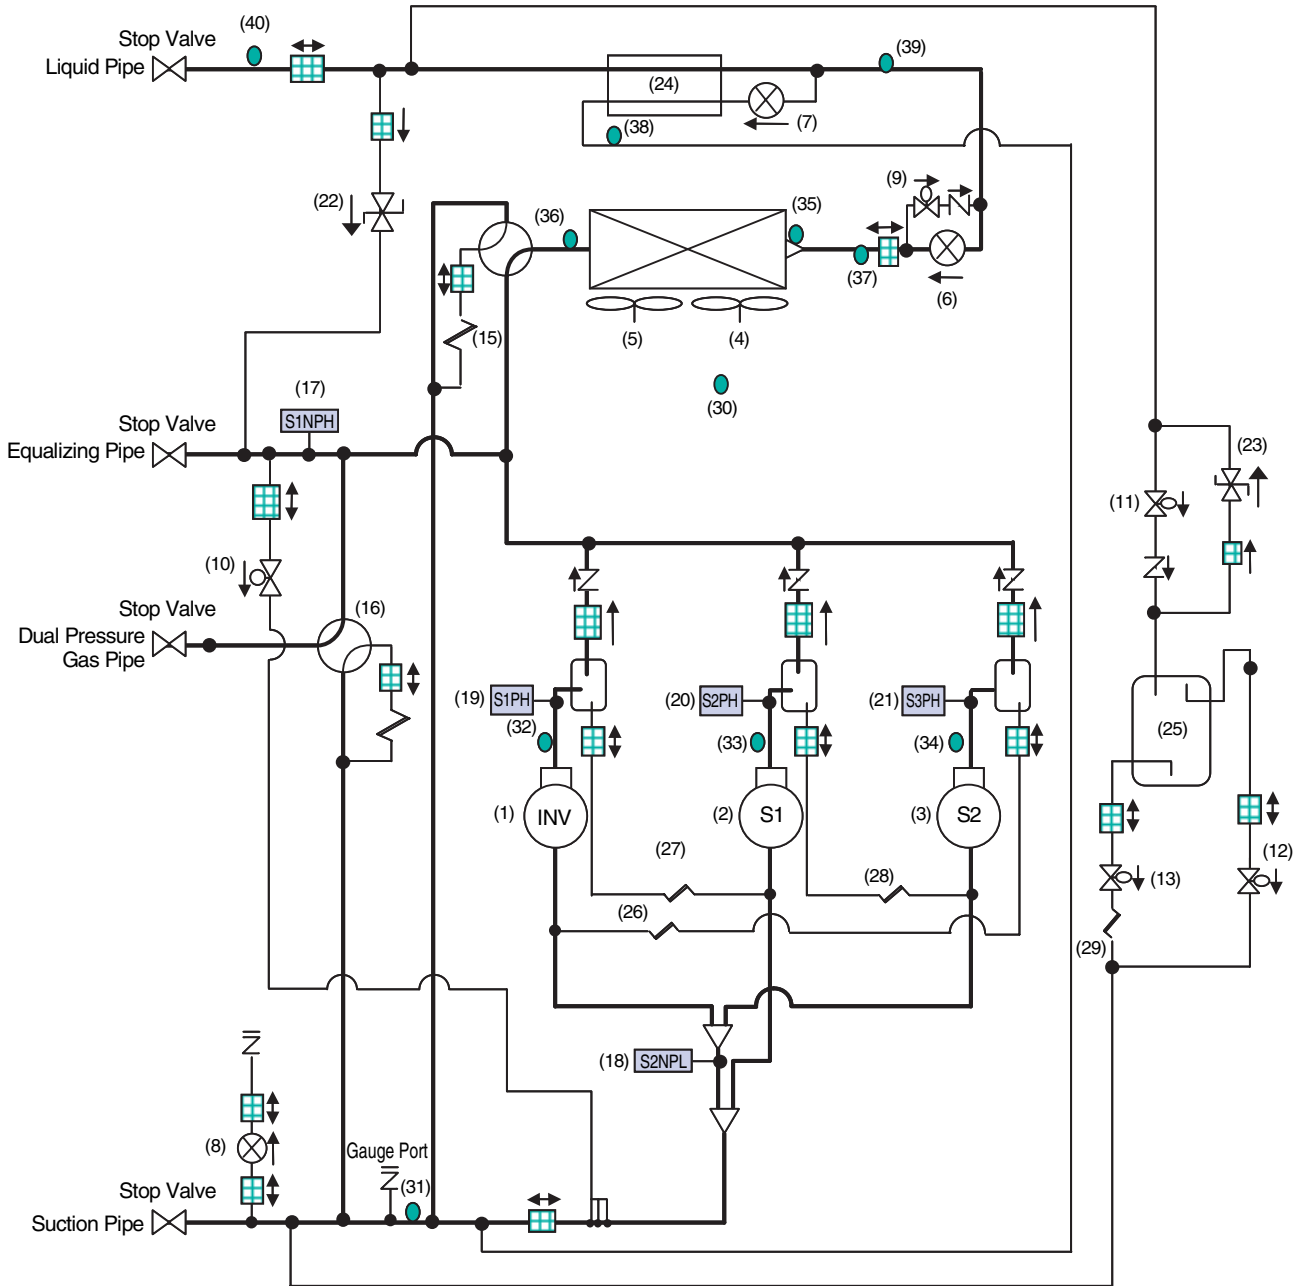 (40)
Stop Valve
Liquid Pipe
(39)
(24)
(7)
(38)
(9)
(22)
(36)
(35)
(37)
(6)
(15)
(5)
(4)
(17)
(30)
S1NPH
Stop Valve
Equalizing Pipe
(23)
(11)
(10)
Stop Valve
(16)
Dual Pressure
Gas Pipe
(19)
S1PH
(20)
S2PH
(21)
S3PH
(32)
(33)
(34)
(25)
(1)
INV
(2)
S1
(3)
S2
(27)
(28)
(12)
(13)
(26)
(29)
(18)
S2NPL
(8)
Gauge Port
(31)
Stop Valve
Suction Pipe